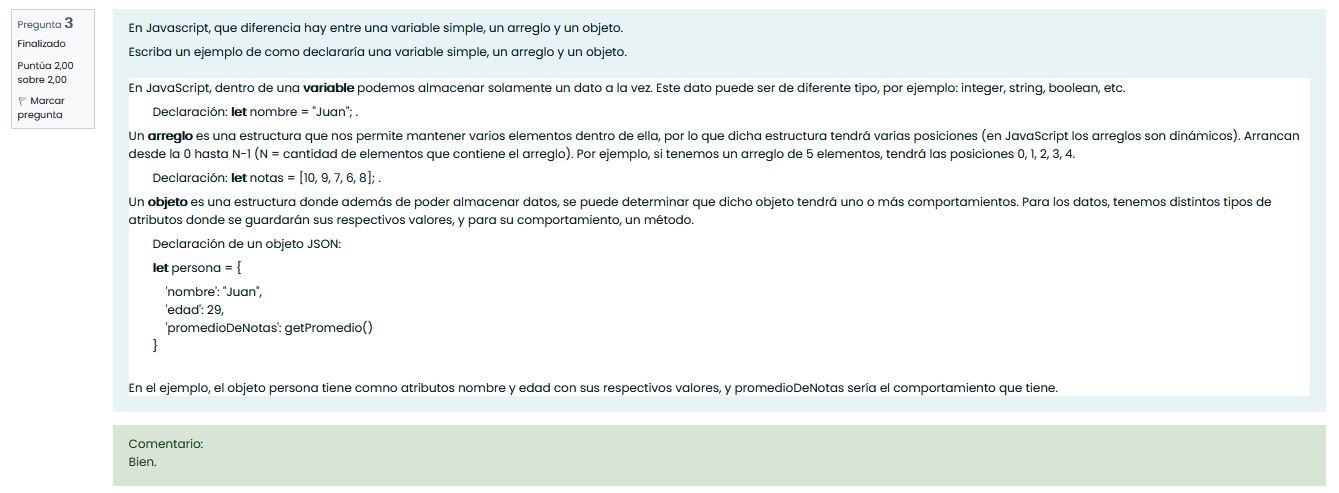 Pregunta 3
Finalizado
Puntúa 2,00
sobre 2,00
Marcar
pregunta
En Javascript, que diferencia hay entre una variable simple, un arreglo y un objeto.
Escriba un ejemplo de como declararía una variable simple, un arreglo y un objeto.
En JavaScript, dentro de una variable podemos almacenar solamente un dato a la vez. Este dato puede ser de diferente tipo, por ejemplo: integer, string, boolean, etc.
Declaración: let nombre = "Juan"; .
Un arreglo es una estructura que nos permite mantener varios elementos dentro de ella, por lo que dicha estructura tendrá varias posiciones (en JavaScript los arreglos son dinámicos). Arrancan
desde la 0 hasta N-1 (N = cantidad de elementos que contiene el arreglo). Por ejemplo, si tenemos un arreglo de 5 elementos, tendrá las posiciones 0, 1, 2, 3, 4.
Declaración: let notas = [10, 9, 7, 6, 8]; .
Un objeto es una estructura donde además de poder almacenar datos, se puede determinar que dicho objeto tendrá uno o más comportamientos. Para los datos, tenemos distintos tipos de
atributos donde se guardarán sus respectivos valores, y para su comportamiento, un método.
Declaración de un objeto JSON:
let persona = {
'nombre': "Juan",
'edad': 29,
'promedioDeNotas': getPromedio()
}
En el ejemplo, el objeto persona tiene comno atributos nombre y edad con sus respectivos valores, y promedioDeNotas sería el comportamiento que tiene.
Comentario:
Bien.